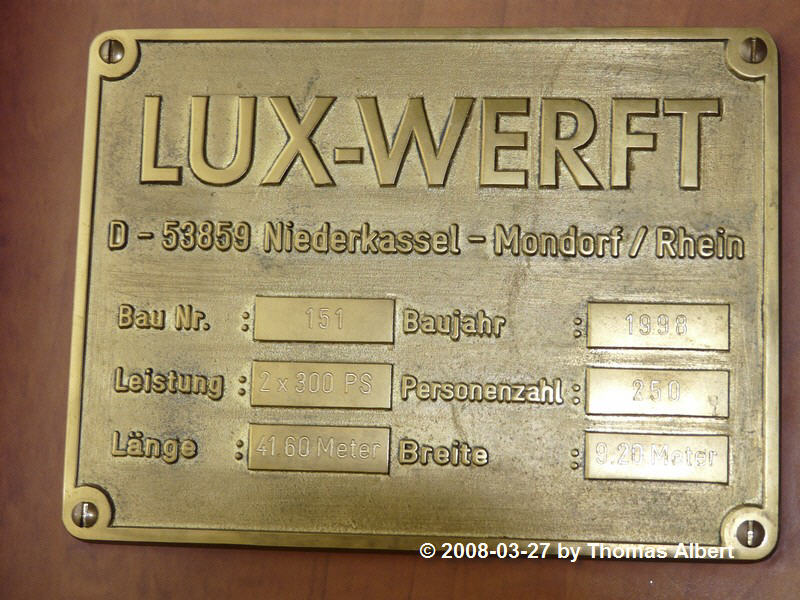 LUX-WERFT
D - 53859 Niederkassel - Mondorf / Rhein
Bau Nr. : 151 Baujahr : 1998
Leistung : 2 x 300 PS Personenzahl : 250
Länge : 41.60 Meter Breite : 9.20 Meter
© 2008-03-27 by Thomas Albert